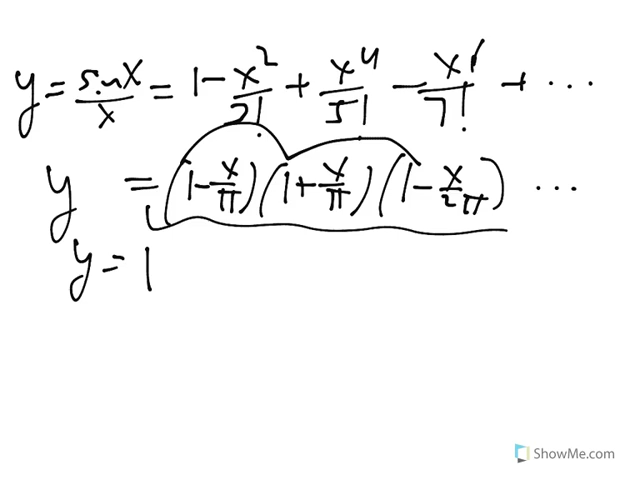 y = sinx/x = 1 - x²/3! + x⁴/5! - x⁶/7! + ...
y = (1 - x/π)(1 + x/π)(1 - x/2π) ...
y = 1
ShowMe.com